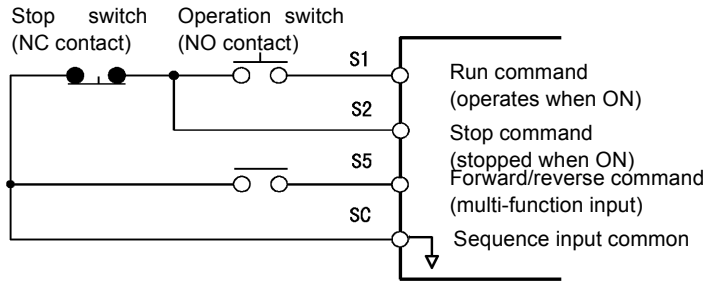 Stop switch Operation switch
(NC contact) (NO contact)
S1
Run command
(operates when ON)
S2
Stop command
(stopped when ON)
S5
Forward/reverse command
(multi-function input)
SC
Sequence input common